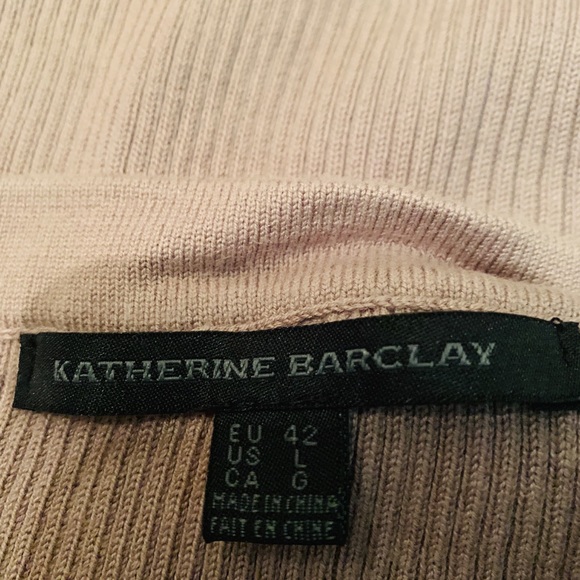 KATHERINE BARCLAY
EU 42
US L
CA G
MADE IN CHINA
FAIT EN CHINE